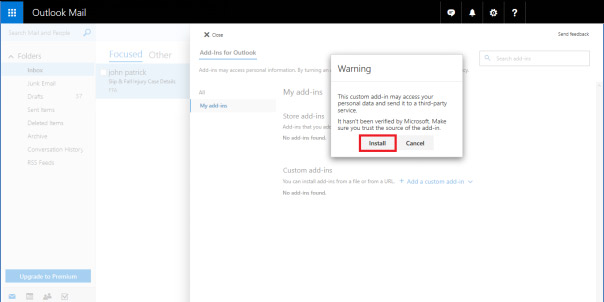 Outlook Mail
?
Search Mail and People
Folders
Inbox
Junk Email
Drafts
Sent Items
Deleted Items
Archive
Conversation History
RSS Feeds
Upgrade to Premium
Focused Other
john patrick
Slip & Fall Injury Case Details
Close
Send feedback
Add-Ins for Outlook
Search add-ins
Add-ins may access personal information. By turning on
All
My add-ins
My add-ins
Store add-ins
Add-ins that you add
No add-ins found.
Custom add-ins
You can install add-ins from a file or from a URL. + Add a custom add-in
No add-ins found.
Warning
This custom add-in may access your
personal data and send it to a third-party
service.
It hasn't been verified by Microsoft. Make
sure you trust the source of the add-in.
Install Cancel